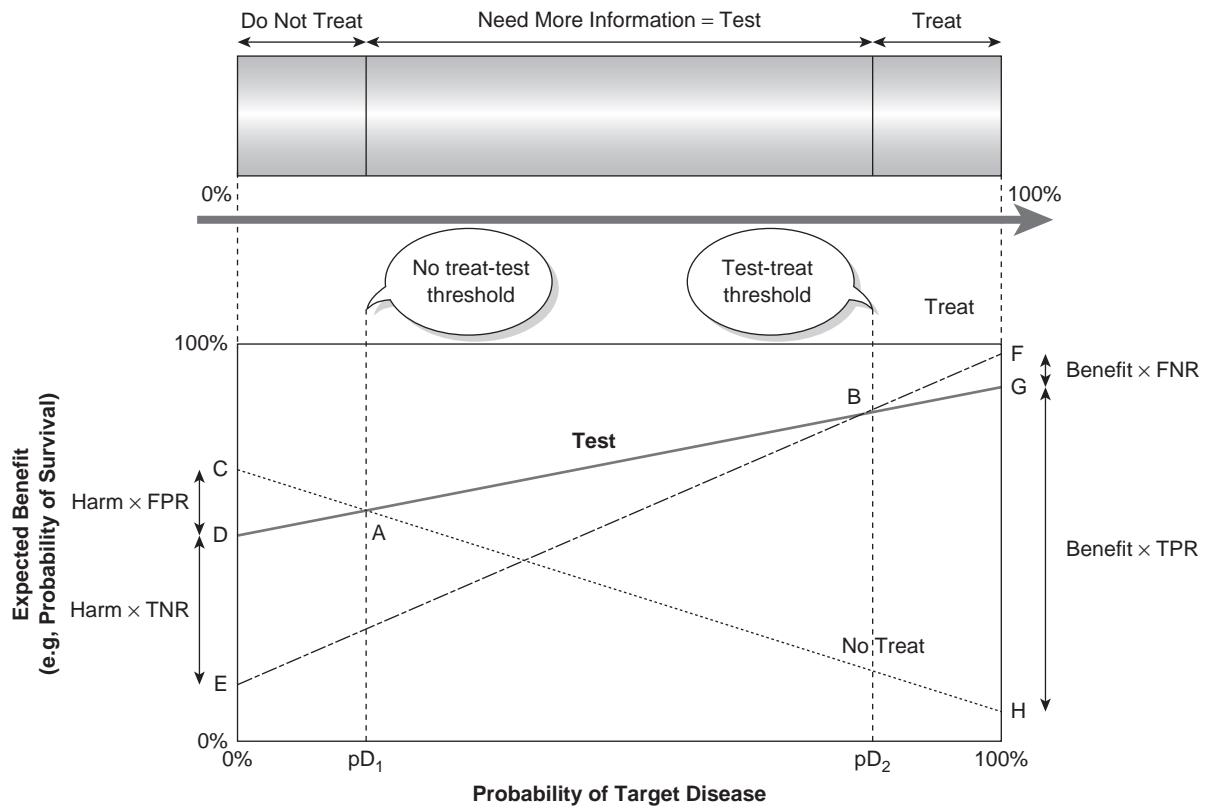 Do Not Treat
Need More Information = Test
Treat
0%
100%
No treat-test
threshold
Test-treat
threshold
Treat
100%
F
Benefit × FNR
G
B
Test
C
Harm × FPR
D
A
Benefit × TPR
Harm × TNR
No Treat
E
H
0%
Expected Benefit
(e.g, Probability of Survival)
0%
pD1
pD2
100%
Probability of Target Disease